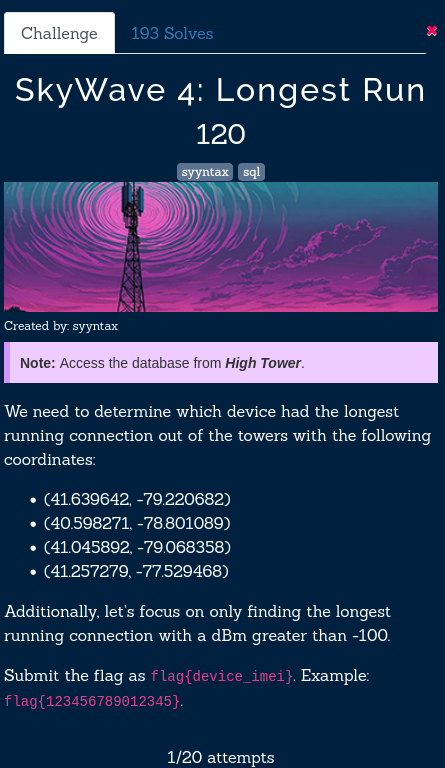 Challenge
193 Solves
✖
SkyWave 4: Longest Run
120
syyntax sql
Created by: syyntax
Note: Access the database from High Tower.
We need to determine which device had the longest
running connection out of the towers with the following
coordinates:
• (41.639642, -79.220682)
• (40.598271, -78.801089)
• (41.045892, -79.068358)
• (41.257279, -77.529468)
Additionally, let's focus on only finding the longest
running connection with a dBm greater than -100.
Submit the flag as flag{device_imei}. Example:
flag{123456789012345}.
1/20 attempts